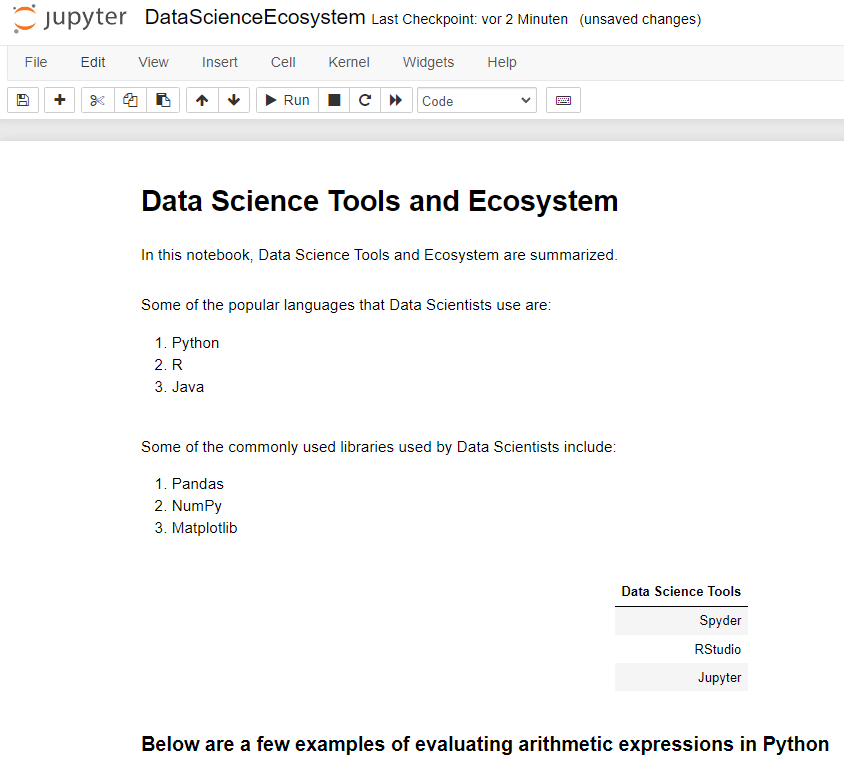 jupyter DataScienceEcosystem Last Checkpoint: vor 2 Minuten (unsaved changes)
File Edit View Insert Cell Kernel Widgets Help
Run Code
Data Science Tools and Ecosystem
In this notebook, Data Science Tools and Ecosystem are summarized.
Some of the popular languages that Data Scientists use are:
1. Python
2. R
3. Java
Some of the commonly used libraries used by Data Scientists include:
1. Pandas
2. NumPy
3. Matplotlib
Data Science Tools
Spyder
RStudio
Jupyter
Below are a few examples of evaluating arithmetic expressions in Python